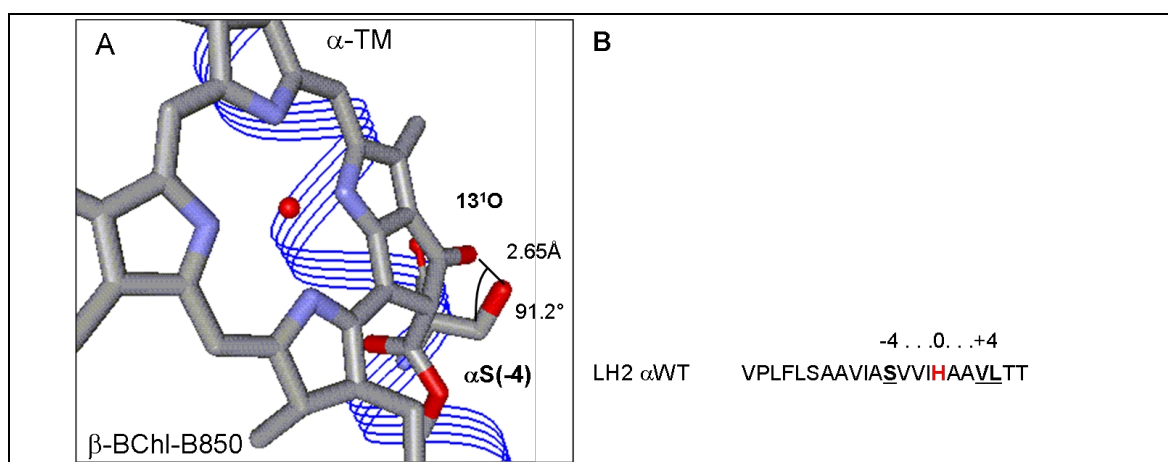 A
α-TM
13¹O
2.65Å
91.2°
αS(-4)
β-BChl-B850
B
-4 . . .0. . .+4
LH2 αWT VPLFLSAAVIASVVIHAAVLTT